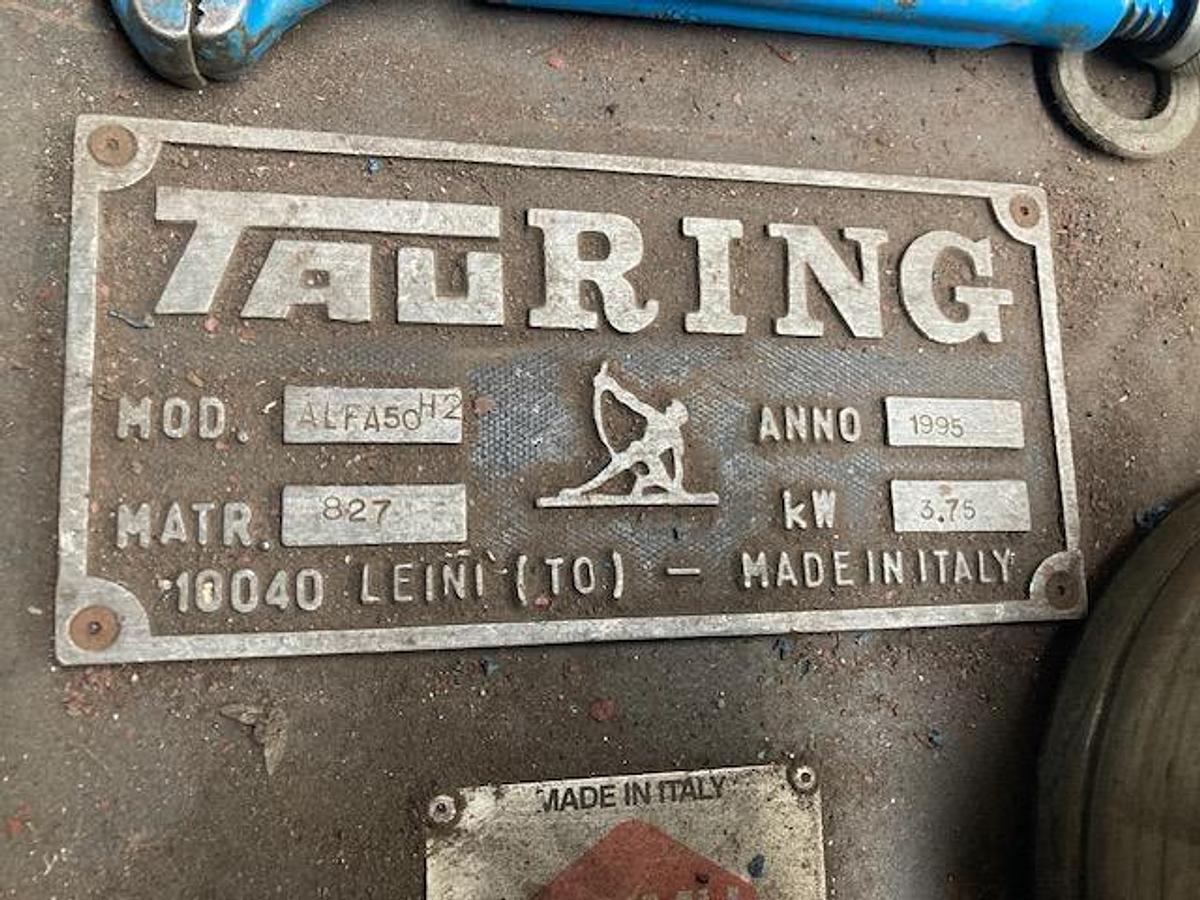 TAURING
MOD. ALFA50 H2 ANNO 1995
MATR. 827 kW 3.75
10040 LEINÌ (TO) — MADE IN ITALY
MADE IN ITALY